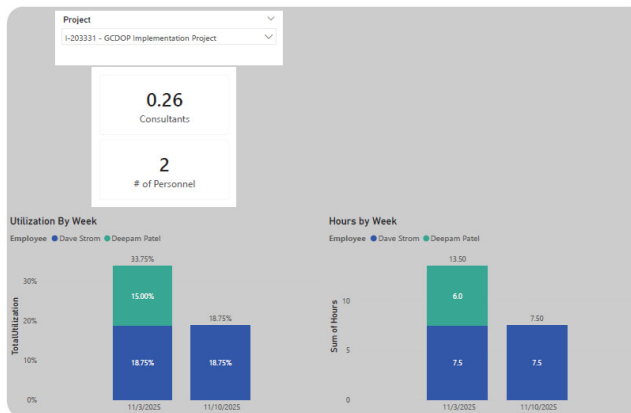 Project
I-203331 - GCDOP Implementation Project
0.26
Consultants
2
# of Personnel
Utilization By Week
Employee Dave Strom Deepam Patel
33.75%
30%
15.00%
TotalUtilization
20%
18.75%
10%
18.75%
18.75%
0%
11/3/2025
11/10/2025
Hours by Week
Employee Dave Strom Deepam Patel
13.50
Sum of Hours
10
6.0
7.50
5
7.5
7.5
0
11/3/2025
11/10/2025